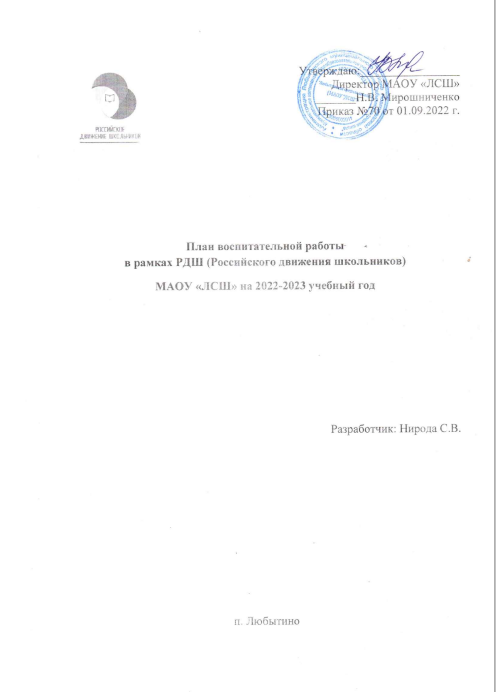 Утверждаю:
Директор МАОУ «ЛСШ»
Н.В. Мирошниченко
Приказ №70 от 01.09.2022 г.
РОССИЙСКОЕ
ДВИЖЕНИЕ ШКОЛЬНИКОВ
План воспитательной работы
в рамках РДШ (Российского движения школьников)
МАОУ «ЛСШ» на 2022-2023 учебный год
Разработчик: Нирода С.В.
п. Любытино